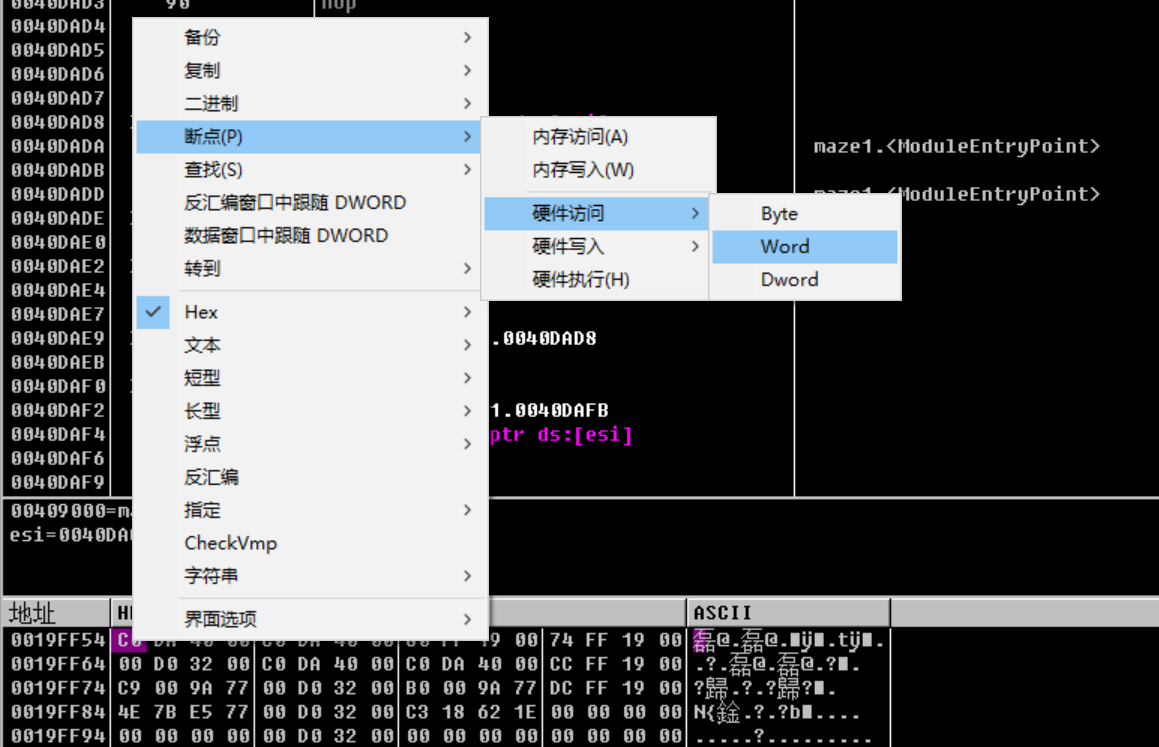 0040DAD3 90 nop
0040DAD4
0040DAD5
0040DAD6
0040DAD7
0040DAD8
0040DADA maze1.<ModuleEntryPoint>
0040DADB
0040DADD maze1.<ModuleEntryPoint>
0040DADE
0040DAE0
0040DAE2
0040DAE4
0040DAE7
0040DAE9 .0040DAD8
0040DAEB
0040DAF0
0040DAF2 1.0040DAFB
0040DAF4 ptr ds:[esi]
0040DAF6
0040DAF9
备份
复制
二进制
断点(P)
查找(S)
反汇编窗口中跟随 DWORD
数据窗口中跟随 DWORD
转到
Hex
文本
短型
长型
浮点
反汇编
指定
CheckVmp
字符串
界面选项
内存访问(A)
内存写入(W)
硬件访问
硬件写入
硬件执行(H)
Byte
Word
Dword
00409000=m
esi=0040DA
地址 ASCII
0019FF54 C0 DA 40 00 C0 DA 40 00 19 00 74 FF 19 00 磊@.磊@.■ÿ■.tÿ■.
0019FF64 00 D0 32 00 C0 DA 40 00 C0 DA 40 00 CC FF 19 00 .?.磊@.磊@.?■.
0019FF74 C9 00 9A 77 00 D0 32 00 B0 00 9A 77 DC FF 19 00 ?歸.?.?歸?■.
0019FF84 4E 7B E5 77 00 D0 32 00 C3 18 62 1E 00 00 00 00 N{.?.?b■....
0019FF94 00 00 00 00 00 D0 32 00 00 00 00 00 00 00 00 00 .....?.........